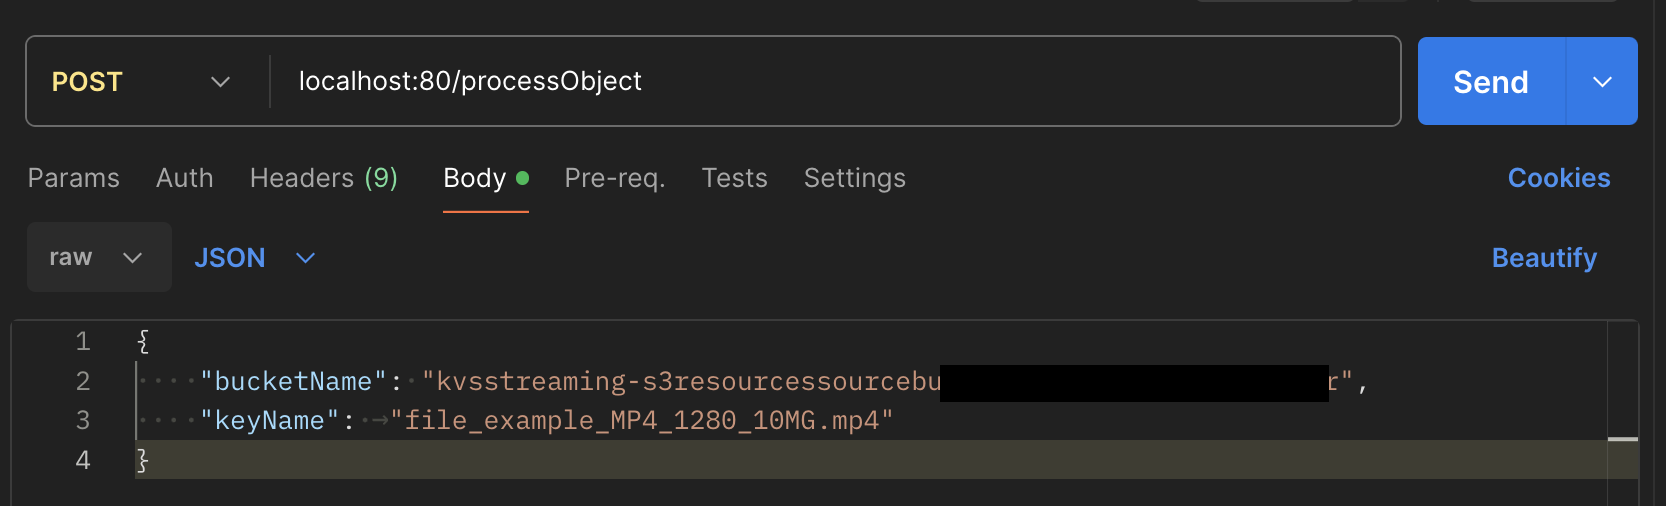 POST localhost:80/processObject Send
Params Auth Headers (9) Body Pre-req. Tests Settings Cookies
raw JSON Beautify
1 {
2 "bucketName": "kvsstreaming-s3resourcessourcebu r",
3 "keyName": "file_example_MP4_1280_10MG.mp4"
4 }